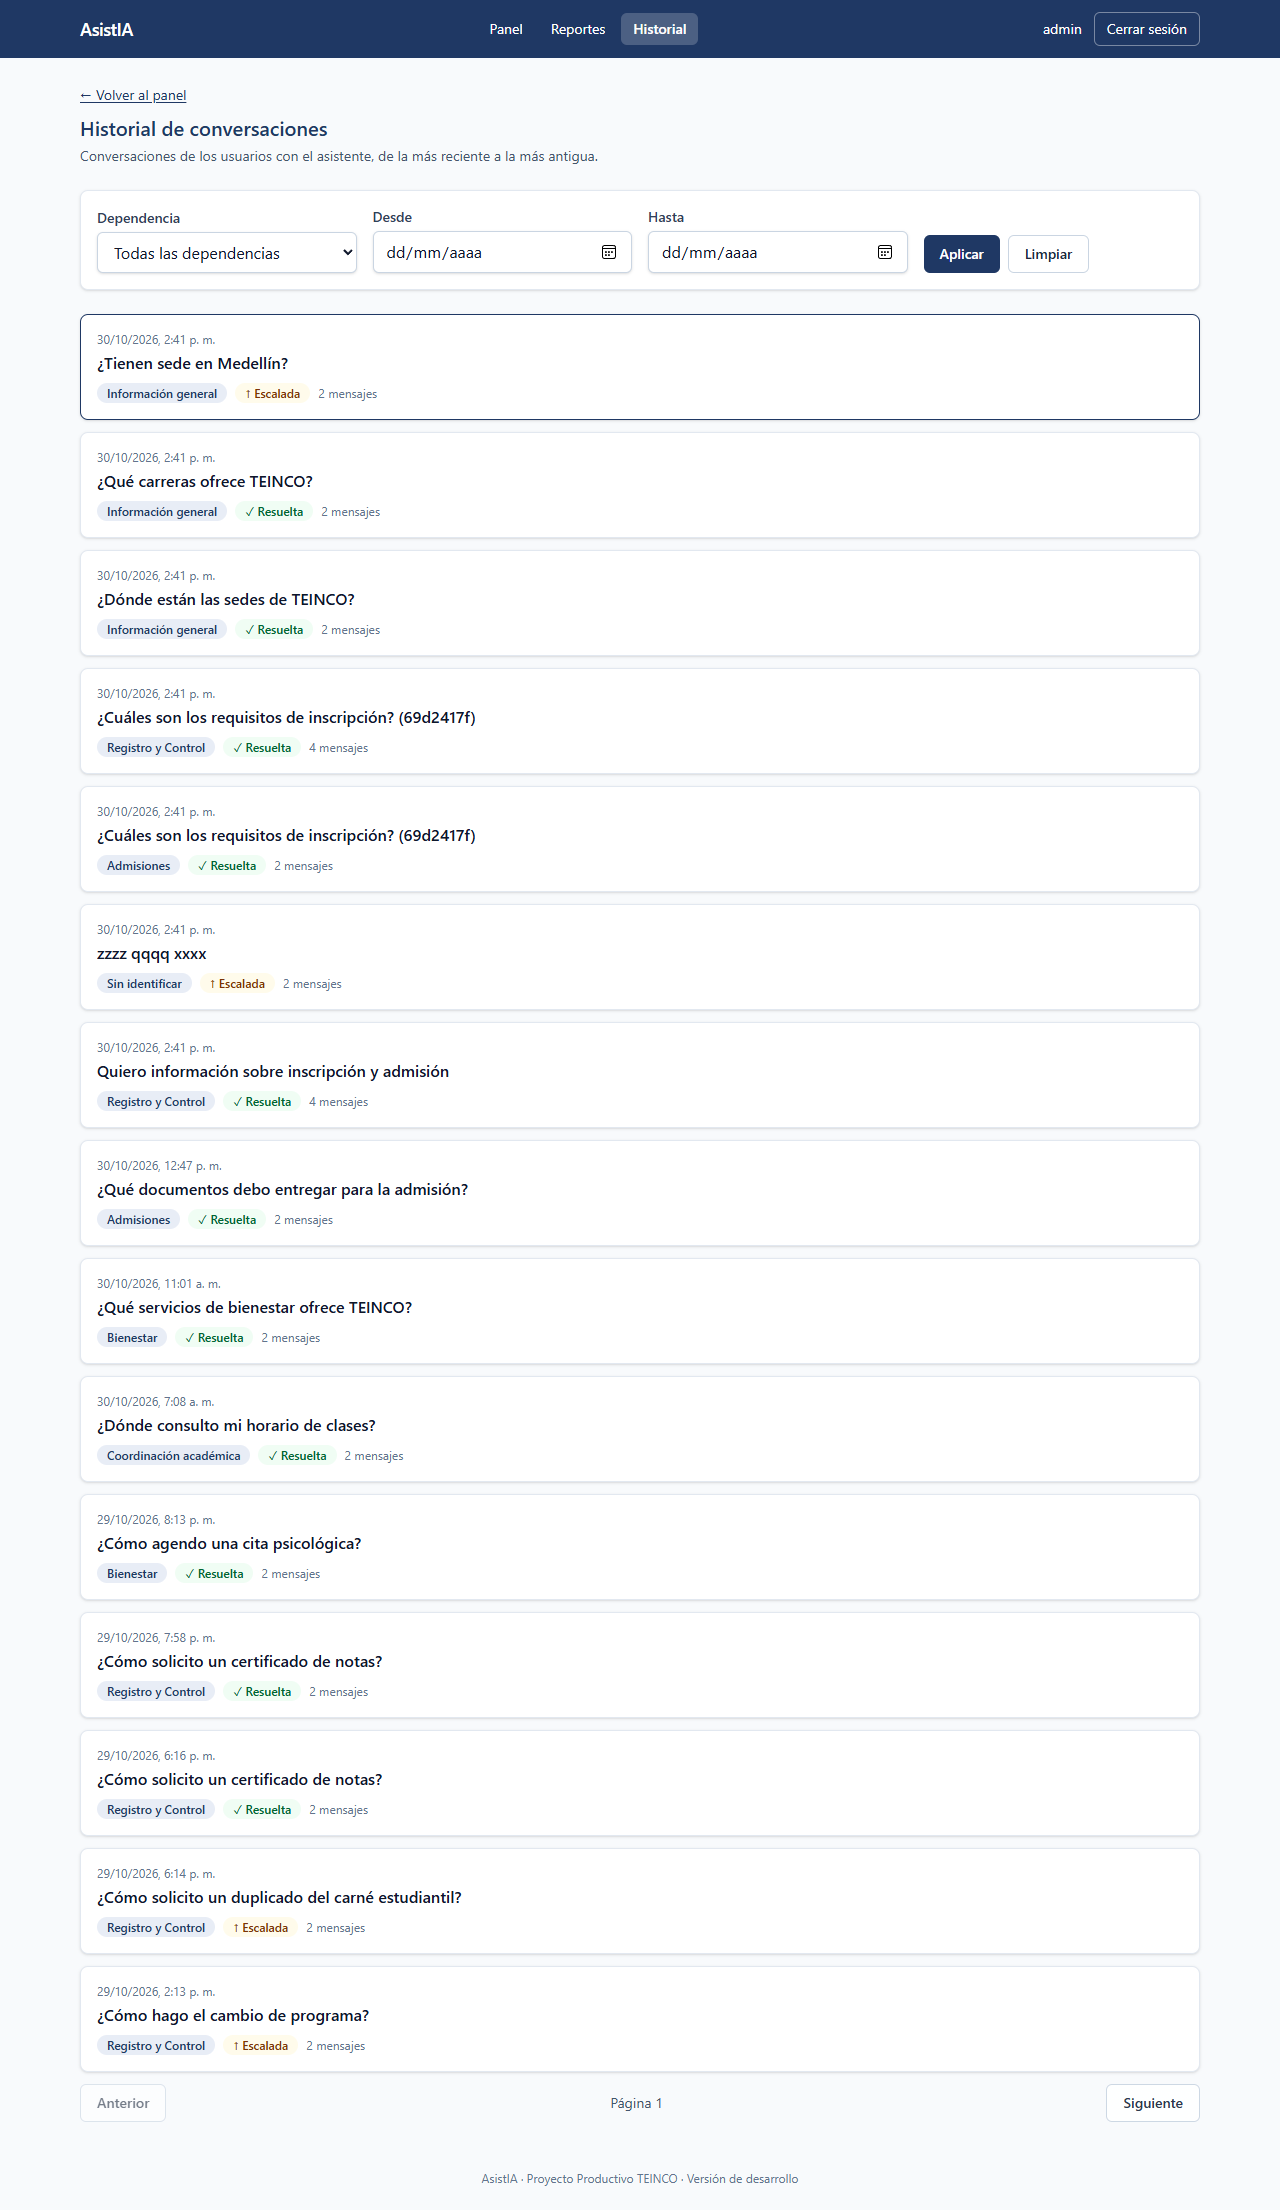 AsistIA
Panel
Reportes
Historial
admin
Cerrar sesión
← Volver al panel
Historial de conversaciones
Conversaciones de los usuarios con el asistente, de la más reciente a la más antigua.
Dependencia
Desde
Hasta
Todas las dependencias
dd/mm/aaaa
dd/mm/aaaa
Aplicar
Limpiar
30/10/2026, 2:41 p. m.
¿Tienen sede en Medellín?
Información general ↑ Escalada 2 mensajes
30/10/2026, 2:41 p. m.
¿Qué carreras ofrece TEINCO?
Información general ✓ Resuelta 2 mensajes
30/10/2026, 2:41 p. m.
¿Dónde están las sedes de TEINCO?
Información general ✓ Resuelta 2 mensajes
30/10/2026, 2:41 p. m.
¿Cuáles son los requisitos de inscripción? (69d2417f)
Registro y Control ✓ Resuelta 4 mensajes
30/10/2026, 2:41 p. m.
¿Cuáles son los requisitos de inscripción? (69d2417f)
Admisiones ✓ Resuelta 2 mensajes
30/10/2026, 2:41 p. m.
zzzz qqqq xxxx
Sin identificar ↑ Escalada 2 mensajes
30/10/2026, 2:41 p. m.
Quiero información sobre inscripción y admisión
Registro y Control ✓ Resuelta 4 mensajes
30/10/2026, 12:47 p. m.
¿Qué documentos debo entregar para la admisión?
Admisiones ✓ Resuelta 2 mensajes
30/10/2026, 11:01 a. m.
¿Qué servicios de bienestar ofrece TEINCO?
Bienestar ✓ Resuelta 2 mensajes
30/10/2026, 7:08 a. m.
¿Dónde consulto mi horario de clases?
Coordinación académica ✓ Resuelta 2 mensajes
29/10/2026, 8:13 p. m.
¿Cómo agendo una cita psicológica?
Bienestar ✓ Resuelta 2 mensajes
29/10/2026, 7:58 p. m.
¿Cómo solicito un certificado de notas?
Registro y Control ✓ Resuelta 2 mensajes
29/10/2026, 6:16 p. m.
¿Cómo solicito un certificado de notas?
Registro y Control ✓ Resuelta 2 mensajes
29/10/2026, 6:14 p. m.
¿Cómo solicito un duplicado del carné estudiantil?
Registro y Control ↑ Escalada 2 mensajes
29/10/2026, 2:13 p. m.
¿Cómo hago el cambio de programa?
Registro y Control ↑ Escalada 2 mensajes
Anterior
Página 1
Siguiente
AsistIA · Proyecto Productivo TEINCO · Versión de desarrollo